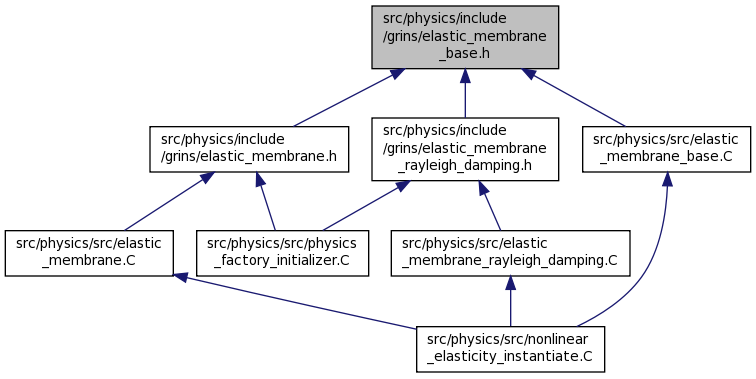 src/physics/include
/grins/elastic_membrane
_base.h
src/physics/include
/grins/elastic_membrane.h
src/physics/include
/grins/elastic_membrane
_rayleigh_damping.h
src/physics/src/elastic
_membrane_base.C
src/physics/src/elastic
_membrane.C
src/physics/src/physics
_factory_initializer.C
src/physics/src/elastic
_membrane_rayleigh_damping.C
src/physics/src/nonlinear
_elasticity_instantiate.C